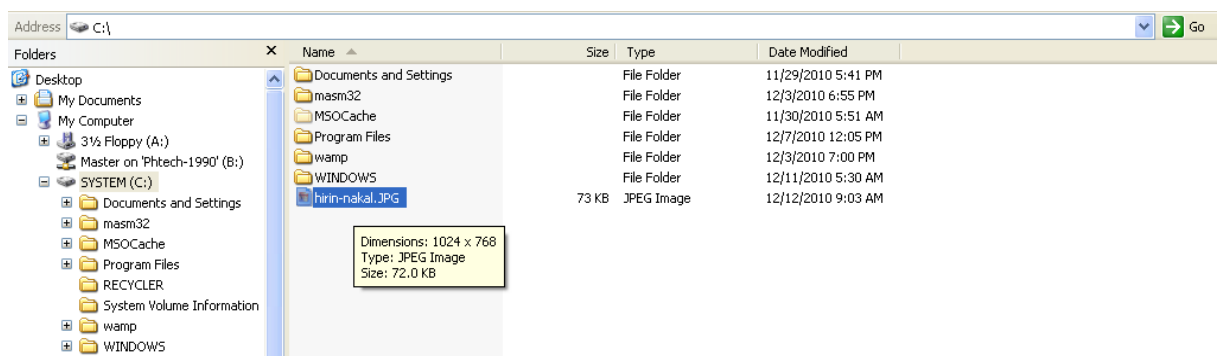 Address C:\ Go
Folders × Name Size Type Date Modified
Desktop
My Documents
My Computer
3½ Floppy (A:)
Master on 'Phtech-1990' (B:)
SYSTEM (C:)
Documents and Settings
masm32
MSOCache
Program Files
RECYCLER
System Volume Information
wamp
WINDOWS
Documents and Settings File Folder 11/29/2010 5:41 PM
masm32 File Folder 12/3/2010 6:55 PM
MSOCache File Folder 11/30/2010 5:51 AM
Program Files File Folder 12/7/2010 12:05 PM
wamp File Folder 12/3/2010 7:00 PM
WINDOWS File Folder 12/11/2010 5:30 AM
hirin-nakal.JPG 73 KB JPEG Image 12/12/2010 9:03 AM
Dimensions: 1024 x 768
Type: JPEG Image
Size: 72.0 KB